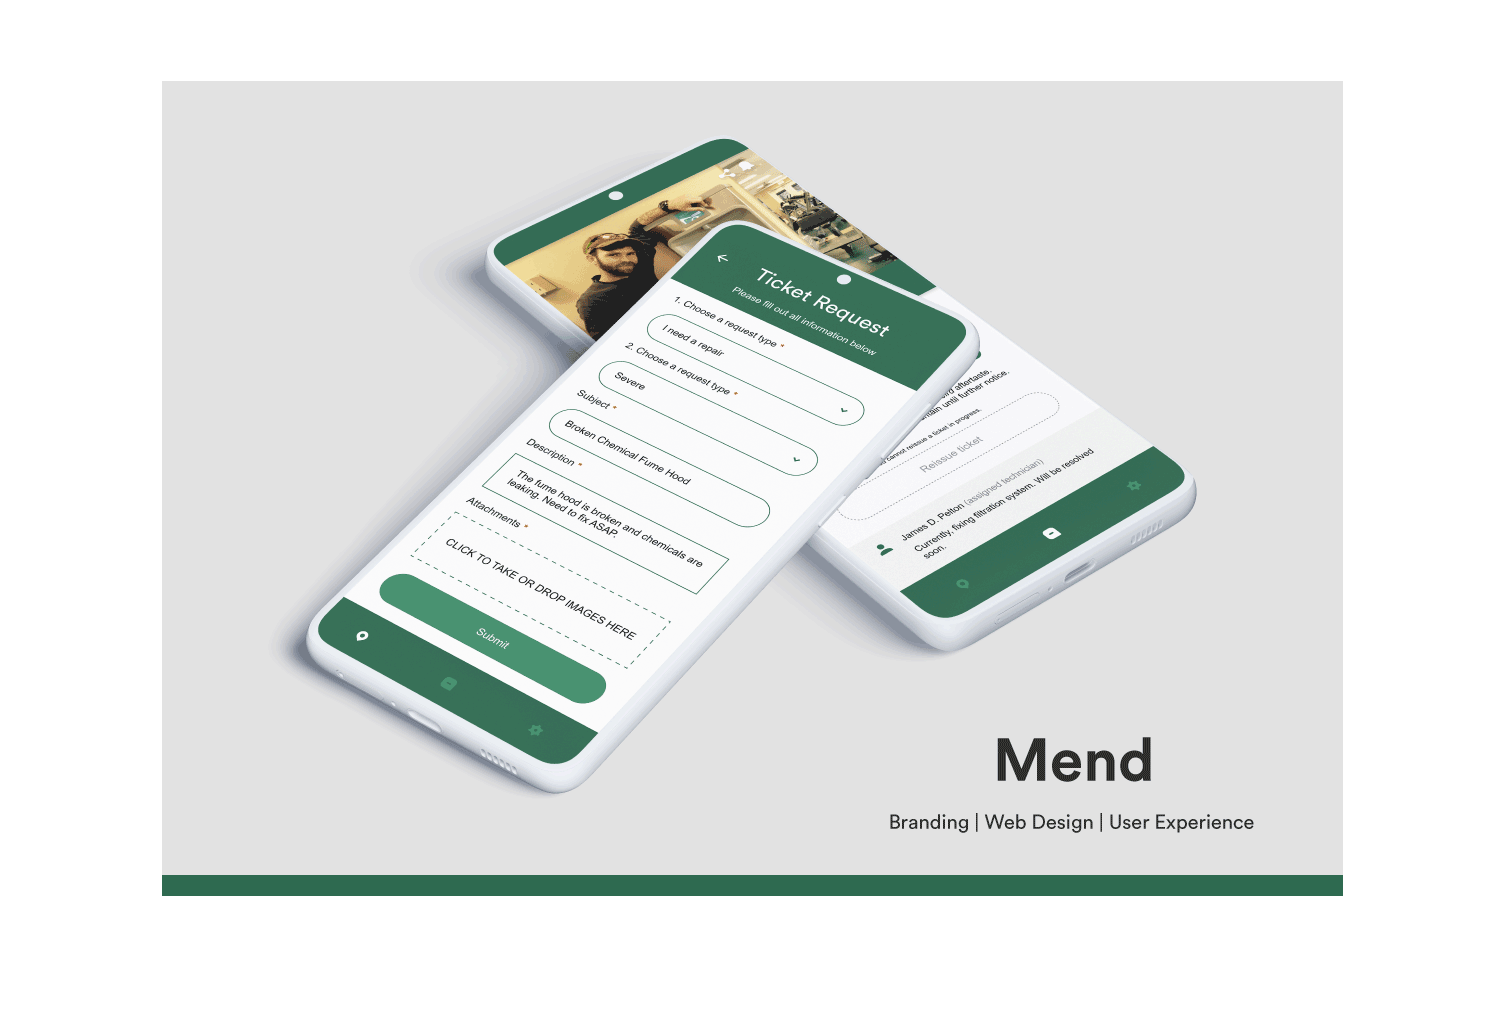 Ticket Request
Please fill out all information below
1. Choose a request type *
I need a repair
2. Choose a request type *
Severe
Subject *
Broken Chemical Fume Hood
Description *
The fume hood is broken and chemicals are
leaking. Need to fix ASAP.
Attachments *
CLICK TO TAKE OR DROP IMAGES HERE
Submit
aftertaste.
until further notice.
cannot reissue a ticket in progress.
Reissue ticket
James D. Pelton (assigned technician)
Currently, fixing filtration system. Will be resolved
soon.
Mend
Branding | Web Design | User Experience